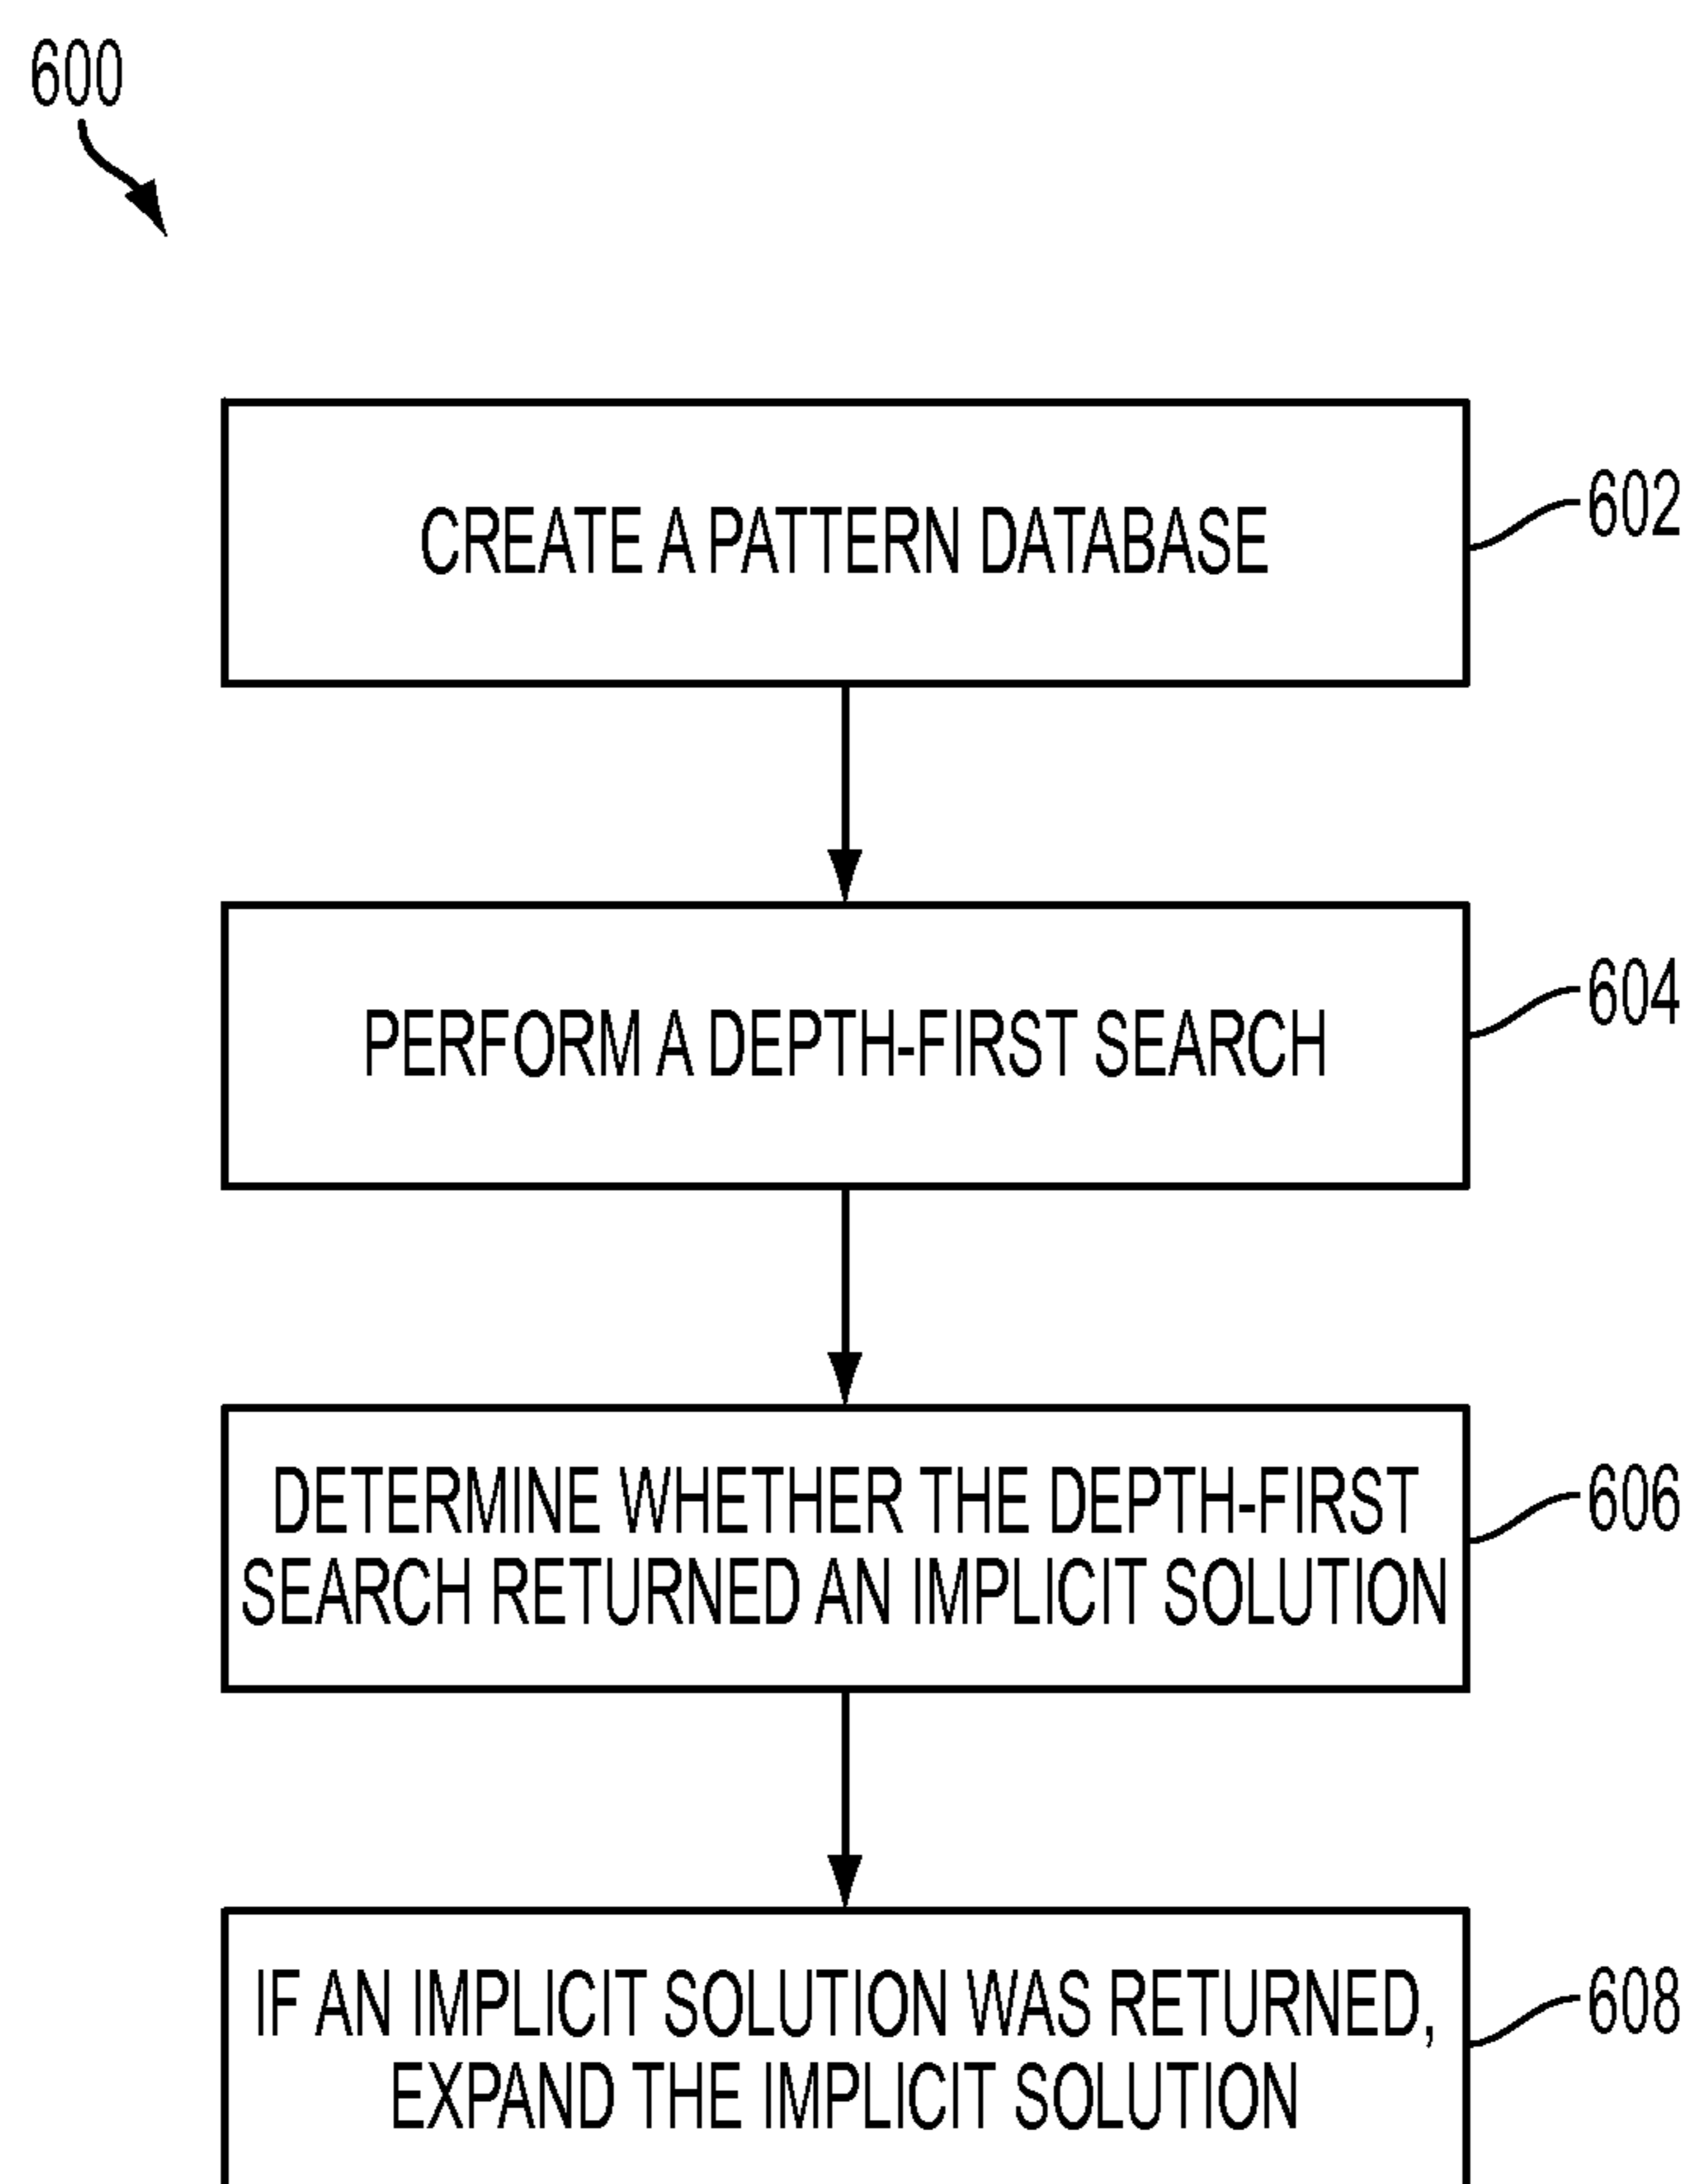 600
CREATE A PATTERN DATABASE
602
PERFORM A DEPTH-FIRST SEARCH
604
DETERMINE WHETHER THE DEPTH-FIRST
SEARCH RETURNED AN IMPLICIT SOLUTION
606
IF AN IMPLICIT SOLUTION WAS RETURNED,
EXPAND THE IMPLICIT SOLUTION
608